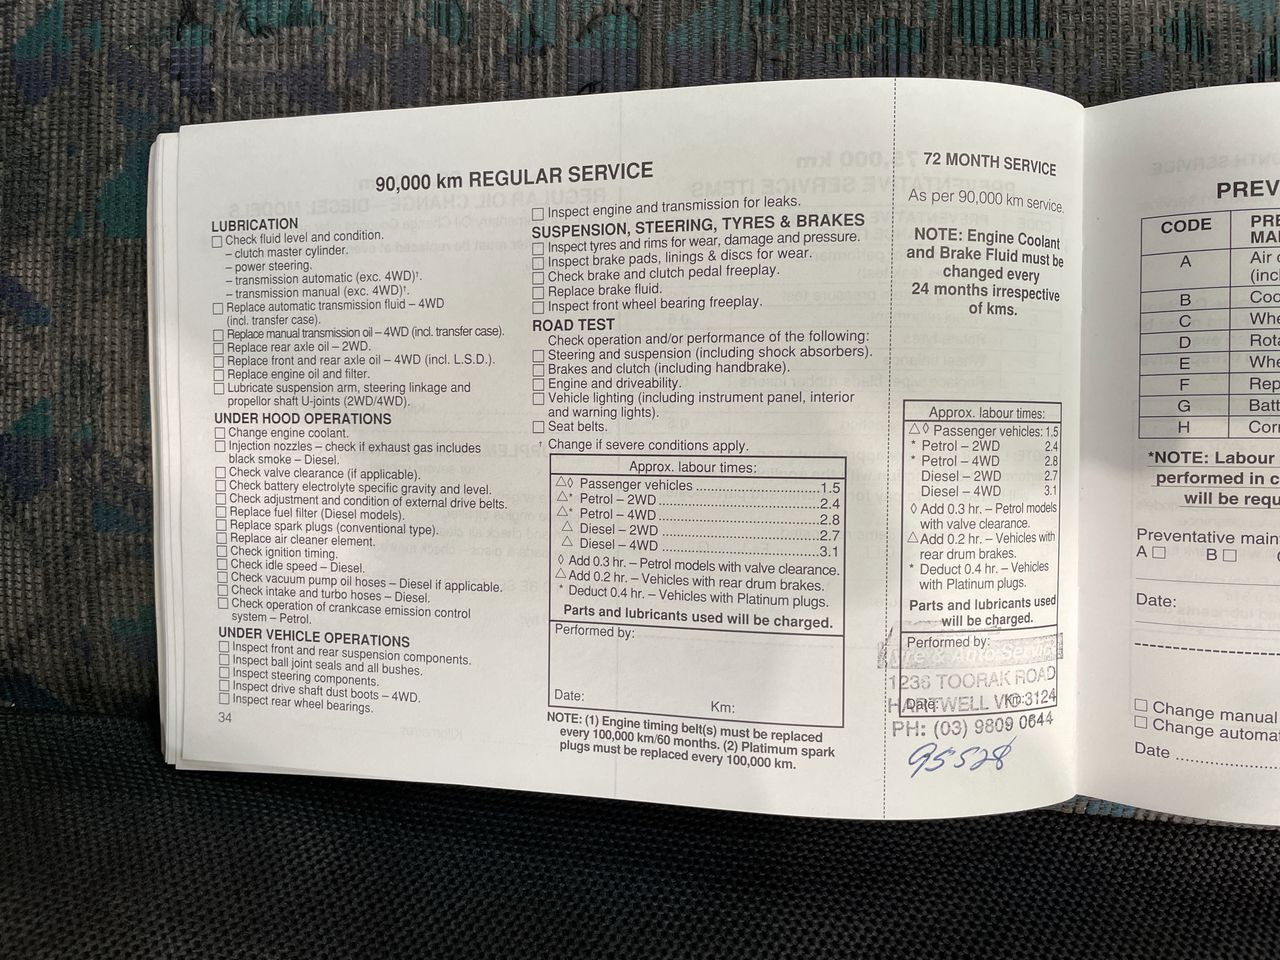 90,000 km REGULAR SERVICE
LUBRICATION
Check fluid level and condition.
– clutch master cylinder.
– power steering.
– transmission automatic (exc. 4WD)†.
– transmission manual (exc. 4WD)†.
Replace automatic transmission fluid – 4WD
(incl. transfer case).
Replace manual transmission oil – 4WD (incl. transfer case).
Replace rear axle oil – 2WD.
Replace front and rear axle oil – 4WD (incl. L.S.D.).
Replace engine oil and filter.
Lubricate suspension arm, steering linkage and
propellor shaft U-joints (2WD/4WD).
UNDER HOOD OPERATIONS
Change engine coolant.
Injection nozzles – check if exhaust gas includes
black smoke – Diesel.
Check valve clearance (if applicable).
Check battery electrolyte specific gravity and level.
Check adjustment and condition of external drive belts.
Replace fuel filter (Diesel models).
Replace spark plugs (conventional type).
Replace air cleaner element.
Check ignition timing.
Check idle speed – Diesel.
Check vacuum pump oil hoses – Diesel if applicable.
Check intake and turbo hoses – Diesel.
Check operation of crankcase emission control
system – Petrol.
UNDER VEHICLE OPERATIONS
Inspect front and rear suspension components.
Inspect ball joint seals and all bushes.
Inspect steering components.
Inspect drive shaft dust boots – 4WD.
Inspect rear wheel bearings.
34
Inspect engine and transmission for leaks.
SUSPENSION, STEERING, TYRES & BRAKES
Inspect tyres and rims for wear, damage and pressure.
Inspect brake pads, linings & discs for wear.
Check brake and clutch pedal freeplay.
Replace brake fluid.
Inspect front wheel bearing freeplay.
ROAD TEST
Check operation and/or performance of the following:
Steering and suspension (including shock absorbers).
Brakes and clutch (including handbrake).
Engine and driveability.
Vehicle lighting (including instrument panel, interior
and warning lights).
Seat belts.
† Change if severe conditions apply.
Approx. labour times:
△◊ Passenger vehicles ................................ 1.5
△* Petrol – 2WD ........................................ 2.4
△* Petrol – 4WD ........................................ 2.8
△ Diesel – 2WD ........................................ 2.7
△ Diesel – 4WD ........................................ 3.1
◊ Add 0.3 hr. – Petrol models with valve clearance.
△ Add 0.2 hr. – Vehicles with rear drum brakes.
* Deduct 0.4 hr. – Vehicles with Platinum plugs.
Parts and lubricants used will be charged.
Performed by:
Date: Km:
NOTE: (1) Engine timing belt(s) must be replaced
every 100,000 km/60 months. (2) Platimum spark
plugs must be replaced every 100,000 km.
72 MONTH SERVICE
As per 90,000 km service.
NOTE: Engine Coolant
and Brake Fluid must be
changed every
24 months irrespective
of kms.
Approx. labour times:
△◊ Passenger vehicles: 1.5
* Petrol – 2WD 2.4
* Petrol – 4WD 2.8
Diesel – 2WD 2.7
Diesel – 4WD 3.1
◊ Add 0.3 hr. – Petrol models
with valve clearance.
△ Add 0.2 hr. – Vehicles with
rear drum brakes.
* Deduct 0.4 hr. – Vehicles
with Platinum plugs.
Parts and lubricants used
will be charged.
Performed by:
& Auto Service
1236 TOORAK ROAD
HARTWELL VIC 3124
Date: Km:
PH: (03) 9809 0644
95528
PREV
CODE PRE
MAI
A Air c
(incl
B Coo
C Whe
D Rota
E Whe
F Rep
G Batt
H Corr
*NOTE: Labour
performed in c
will be requ
Preventative main
A B
Date:
Change manual
Change automa
Date